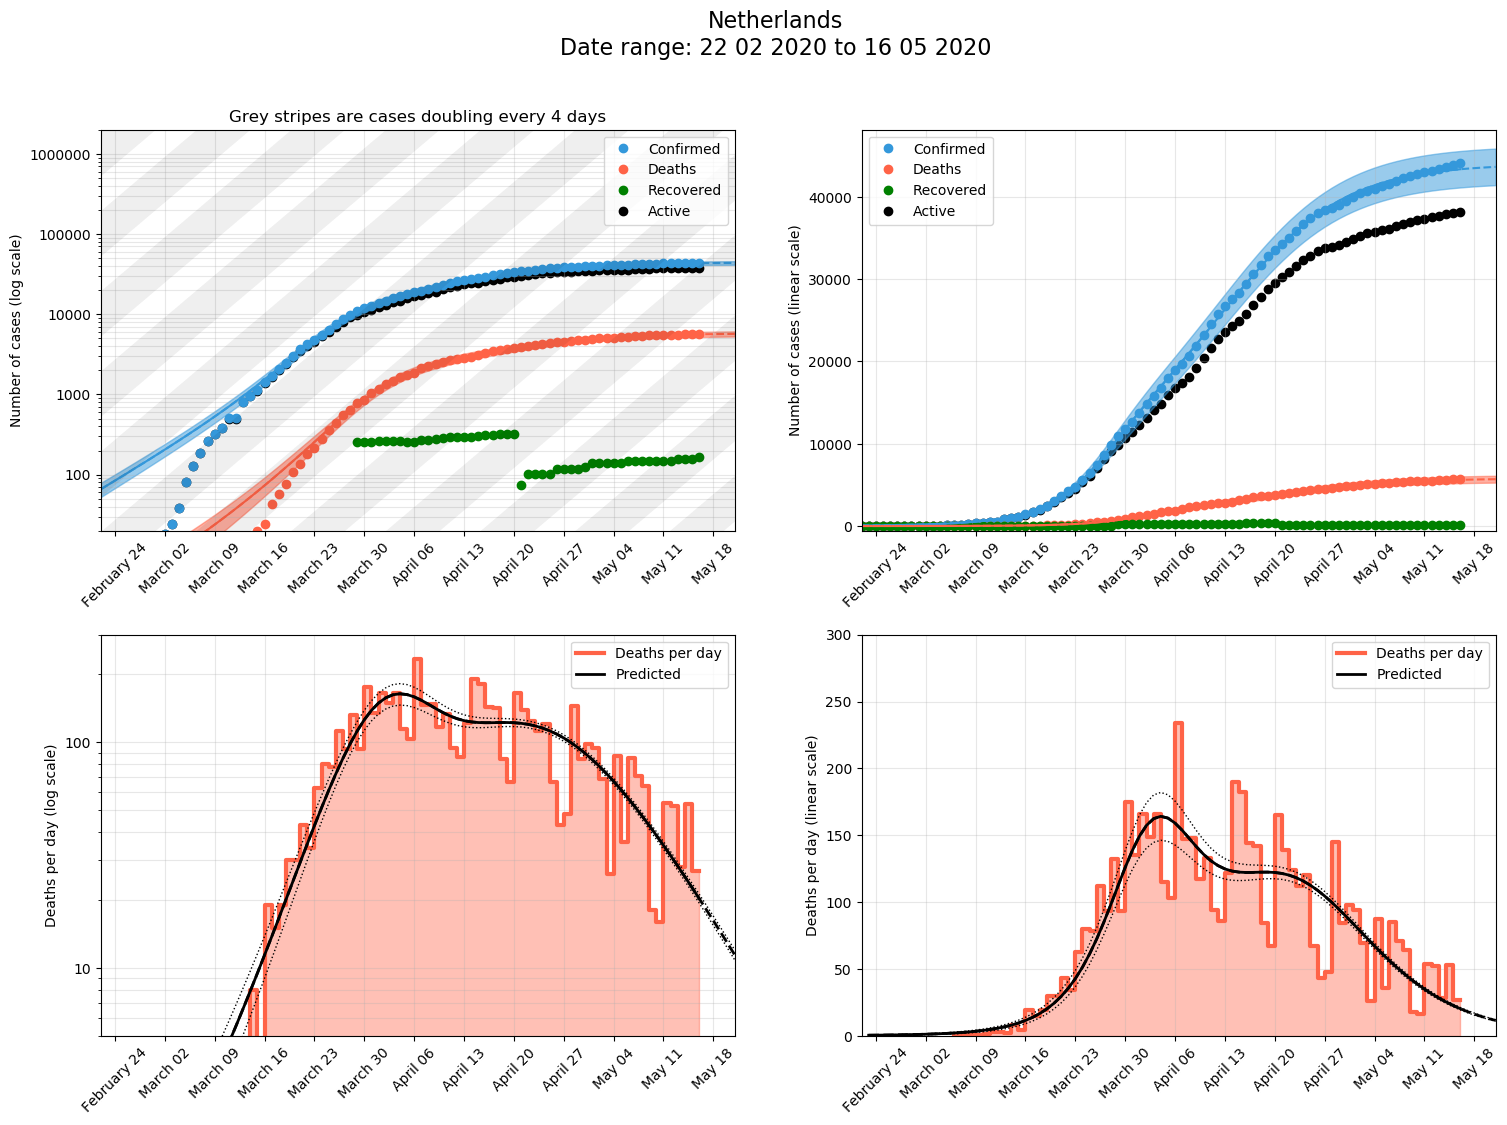 Netherlands
Date range: 22 02 2020 to 16 05 2020
Grey stripes are cases doubling every 4 days
Number of cases (log scale)
1000000
100000
10000
1000
100
Confirmed
Deaths
Recovered
Active
February 24
March 02
March 09
March 16
March 23
March 30
April 06
April 13
April 20
April 27
May 04
May 11
May 18
Number of cases (linear scale)
40000
30000
20000
10000
0
Confirmed
Deaths
Recovered
Active
February 24
March 02
March 09
March 16
March 23
March 30
April 06
April 13
April 20
April 27
May 04
May 11
May 18
Deaths per day (log scale)
100
10
Deaths per day
Predicted
February 24
March 02
March 09
March 16
March 23
March 30
April 06
April 13
April 20
April 27
May 04
May 11
May 18
Deaths per day (linear scale)
300
250
200
150
100
50
0
Deaths per day
Predicted
February 24
March 02
March 09
March 16
March 23
March 30
April 06
April 13
April 20
April 27
May 04
May 11
May 18